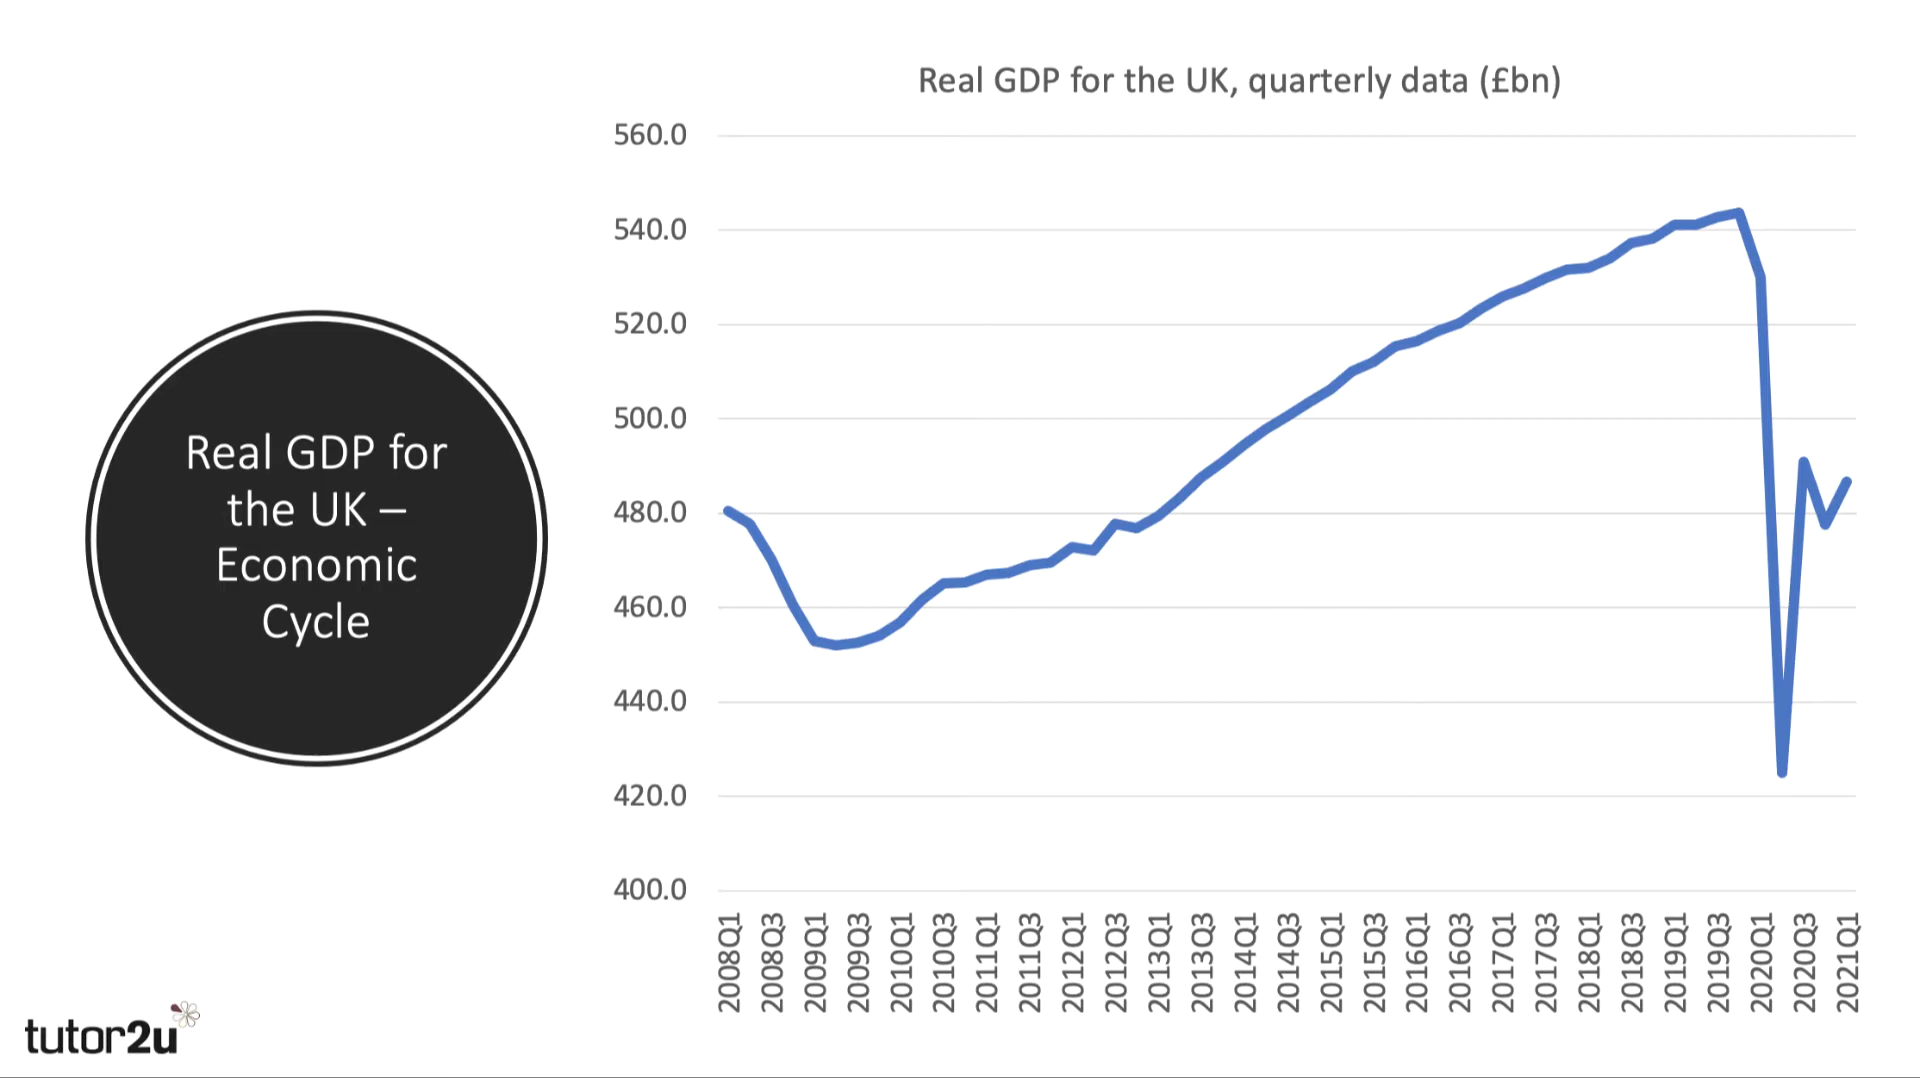 Real GDP for the UK, quarterly data (£bn)
560.0
540.0
520.0
500.0
480.0
460.0
440.0
420.0
400.0
2008Q1
2008Q3
2009Q1
2009Q3
2010Q1
2010Q3
2011Q1
2011Q3
2012Q1
2012Q3
2013Q1
2013Q3
2014Q1
2014Q3
2015Q1
2015Q3
2016Q1
2016Q3
2017Q1
2017Q3
2018Q1
2018Q3
2019Q1
2019Q3
2020Q1
2020Q3
2021Q1
Real GDP for
the UK –
Economic
Cycle
tutor2u